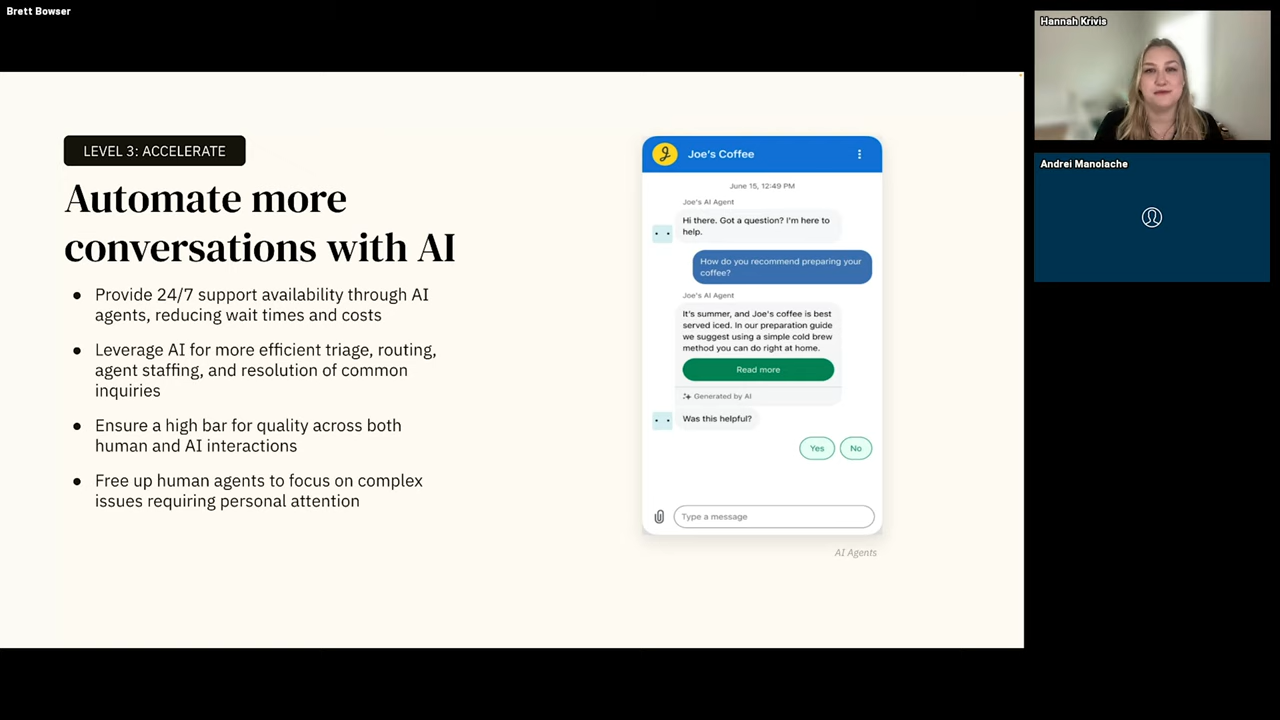 Brett Bowser
Hannah Krivis
Andrei Manolache
LEVEL 3: ACCELERATE
Automate more
conversations with AI
● Provide 24/7 support availability through AI
agents, reducing wait times and costs
● Leverage AI for more efficient triage, routing,
agent staffing, and resolution of common
inquiries
● Ensure a high bar for quality across both
human and AI interactions
● Free up human agents to focus on complex
issues requiring personal attention
Joe's Coffee
June 15, 12:49 PM
Joe's AI Agent
Hi there. Got a question? I'm here to
help.
How do you recommend preparing your
coffee?
Joe's AI Agent
It's summer, and Joe's coffee is best
served iced. In our preparation guide
we suggest using a simple cold brew
method you can do right at home.
Read more
Generated by AI
Was this helpful?
Yes
No
Type a message
AI Agents